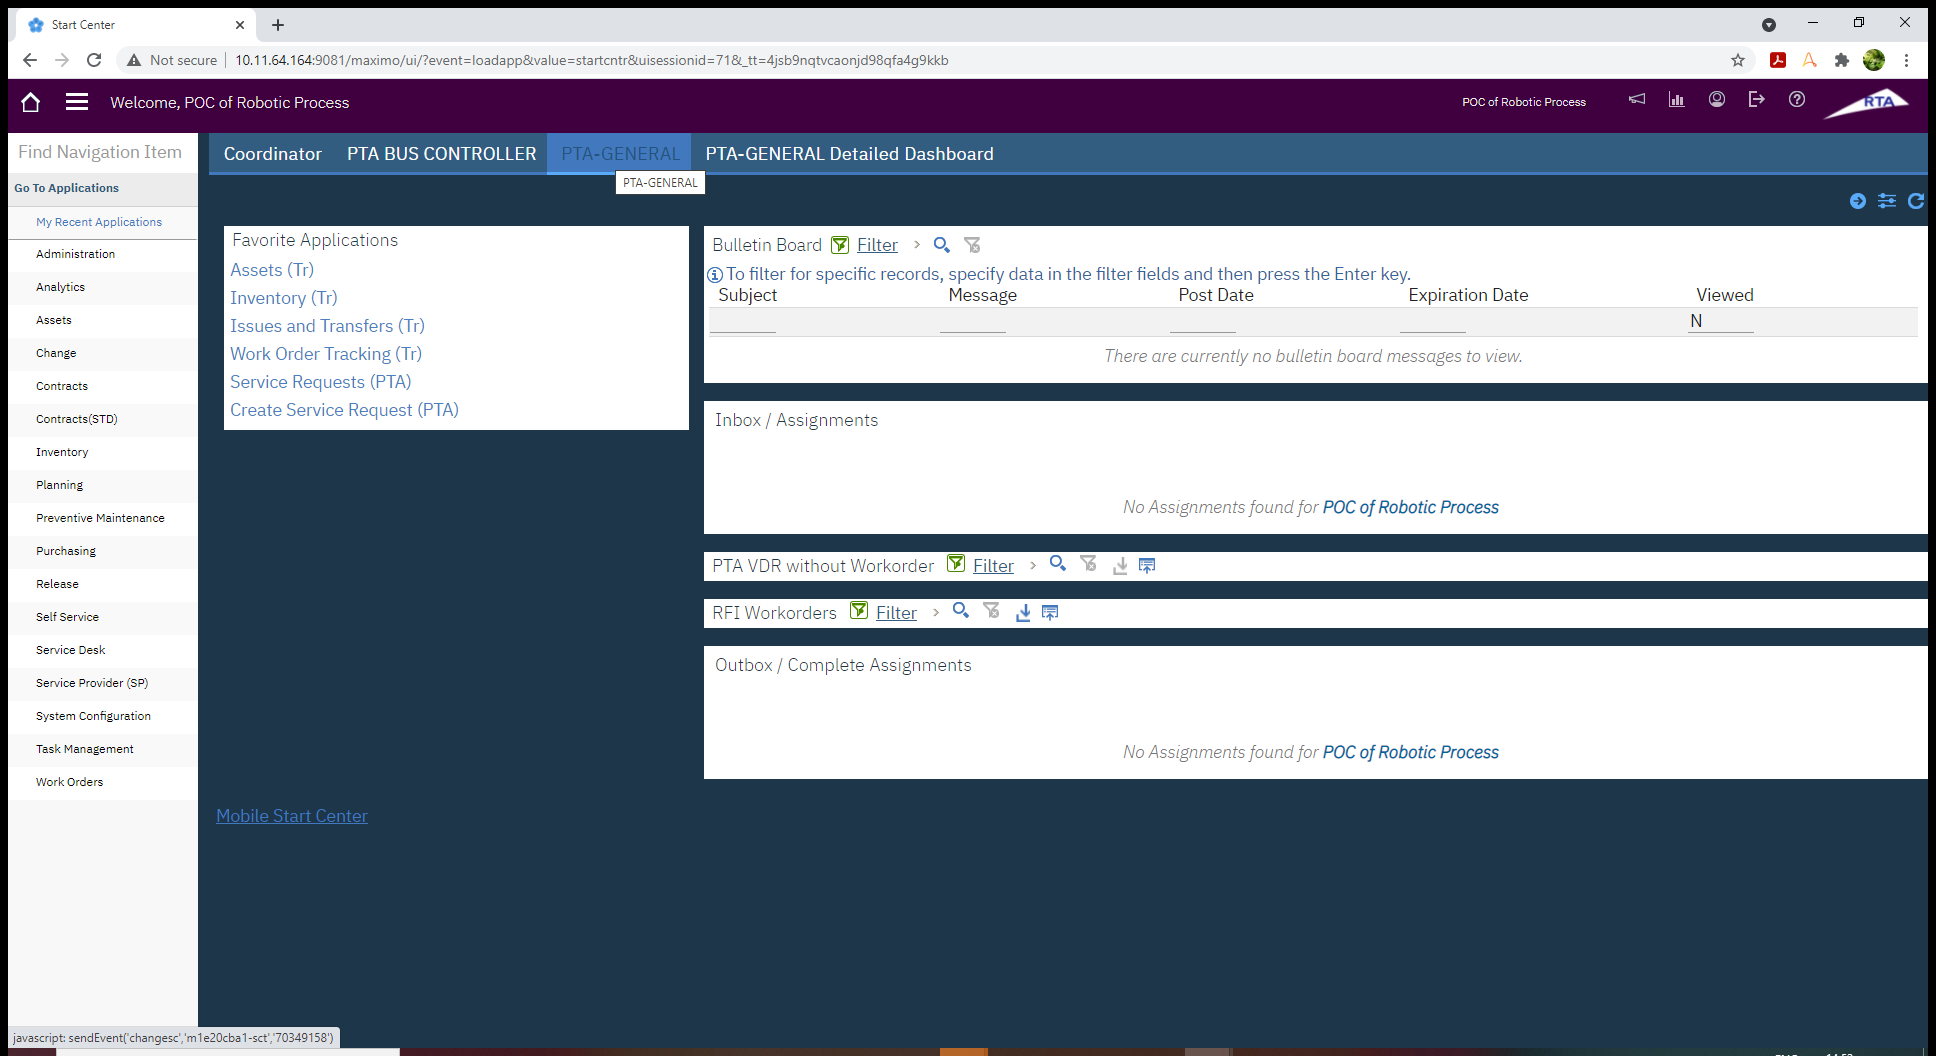 Start Center
Not secure
10.11.64.164:9081/maximo/ui/?event=loadapp&value=startcntr&uisessionid=71&_tt=4jsb9nqtvcaonjd98qfa4g9kkb
Welcome, POC of Robotic Process
POC of Robotic Process
RTA
Find Navigation Item
Go To Applications
My Recent Applications
Administration
Analytics
Assets
Change
Contracts
Contracts(STD)
Inventory
Planning
Preventive Maintenance
Purchasing
Release
Self Service
Service Desk
Service Provider (SP)
System Configuration
Task Management
Work Orders
Coordinator PTA BUS CONTROLLER PTA-GENERAL PTA-GENERAL Detailed Dashboard
PTA-GENERAL
Favorite Applications
Assets (Tr)
Inventory (Tr)
Issues and Transfers (Tr)
Work Order Tracking (Tr)
Service Requests (PTA)
Create Service Request (PTA)
Bulletin Board Filter
To filter for specific records, specify data in the filter fields and then press the Enter key.
Subject Message Post Date Expiration Date Viewed
N
There are currently no bulletin board messages to view.
Inbox / Assignments
No Assignments found for POC of Robotic Process
PTA VDR without Workorder Filter
RFI Workorders Filter
Outbox / Complete Assignments
No Assignments found for POC of Robotic Process
Mobile Start Center
javascript: sendEvent('changesc','m1e20cba1-sct','70349158')